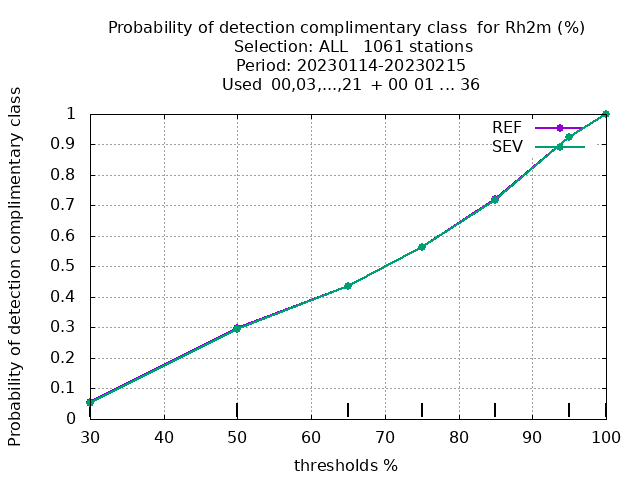 Probability of detection complimentary class  for Rh2m (%)
Selection: ALL   1061 stations
Period: 20230114-20230215
Used  00,03,...,21  + 00 01 ... 36
Probability of detection complimentary class
1
0.9
0.8
0.7
0.6
0.5
0.4
0.3
0.2
0.1
0
REF
SEV
30 40 50 60 70 80 90 100
thresholds %